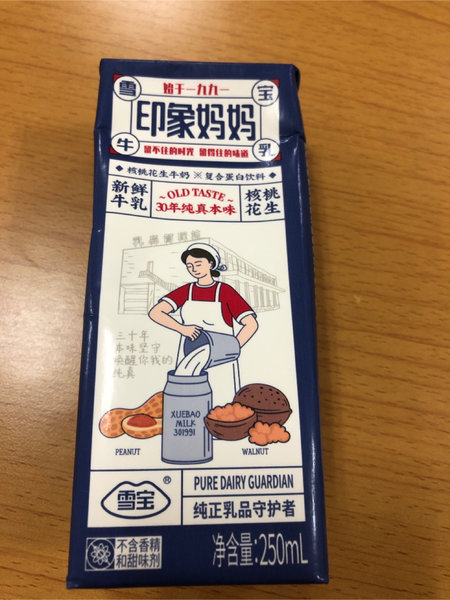 雪 始于一九九一 宝
印象妈妈
牛 留不住的时光 留得住的味道 乳
核桃花生牛奶 ※ 复合蛋白饮料
新鲜牛乳
~ OLD TASTE ~
30年纯真本味
核桃花生
三十年
本味坚守
唤醒你我的
纯真
XUEBAO
MILK
301991
PEANUT
WALNUT
雪宝®
PURE DAIRY GUARDIAN
纯正乳品守护者
不含香精
和甜味剂
净含量:250mL